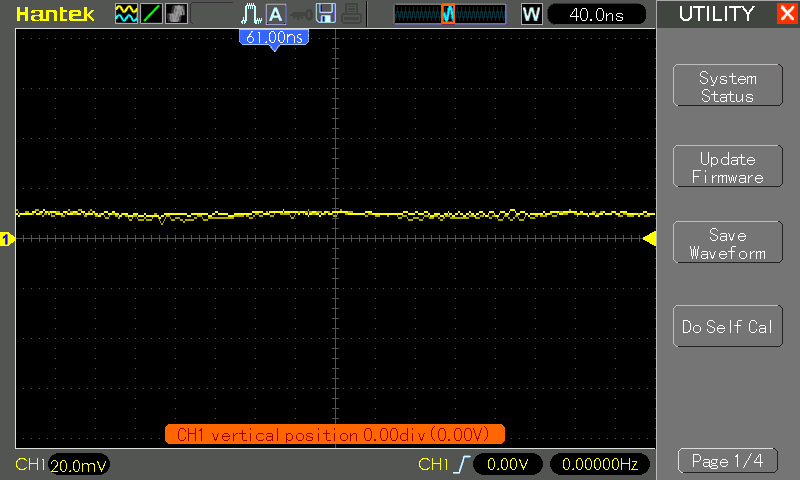 Hantek
A
W
40.0ns
UTILITY
61.00ns
System
Status
Update
Firmware
Save
Waveform
Do Self Cal
1
CH1 vertical position 0.00div(0.00V)
CH1 20.0mV
CH1 0.00V 0.00000Hz
Page 1/4